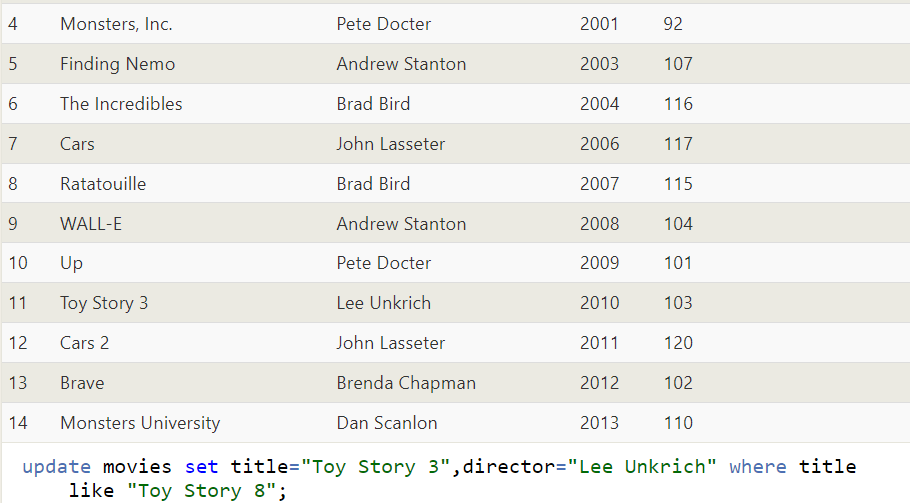 4 Monsters, Inc. Pete Docter 2001 92
5 Finding Nemo Andrew Stanton 2003 107
6 The Incredibles Brad Bird 2004 116
7 Cars John Lasseter 2006 117
8 Ratatouille Brad Bird 2007 115
9 WALL-E Andrew Stanton 2008 104
10 Up Pete Docter 2009 101
11 Toy Story 3 Lee Unkrich 2010 103
12 Cars 2 John Lasseter 2011 120
13 Brave Brenda Chapman 2012 102
14 Monsters University Dan Scanlon 2013 110
update movies set title="Toy Story 3",director="Lee Unkrich" where title
like "Toy Story 8";